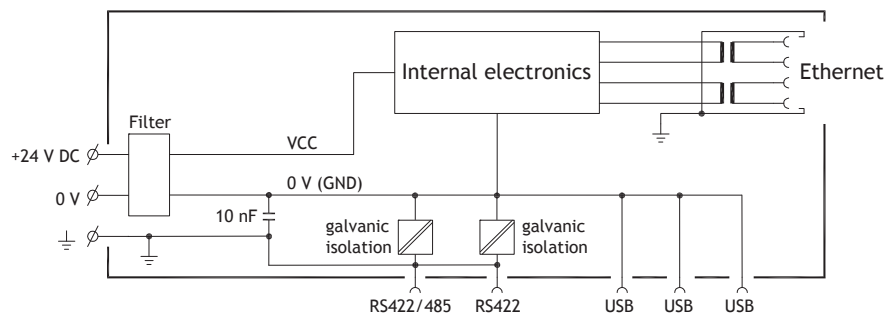 Internal electronics
Ethernet
Filter
+24 V DC
VCC
0 V
0 V (GND)
10 nF
galvanic
isolation
galvanic
isolation
RS422/485
RS422
USB
USB
USB